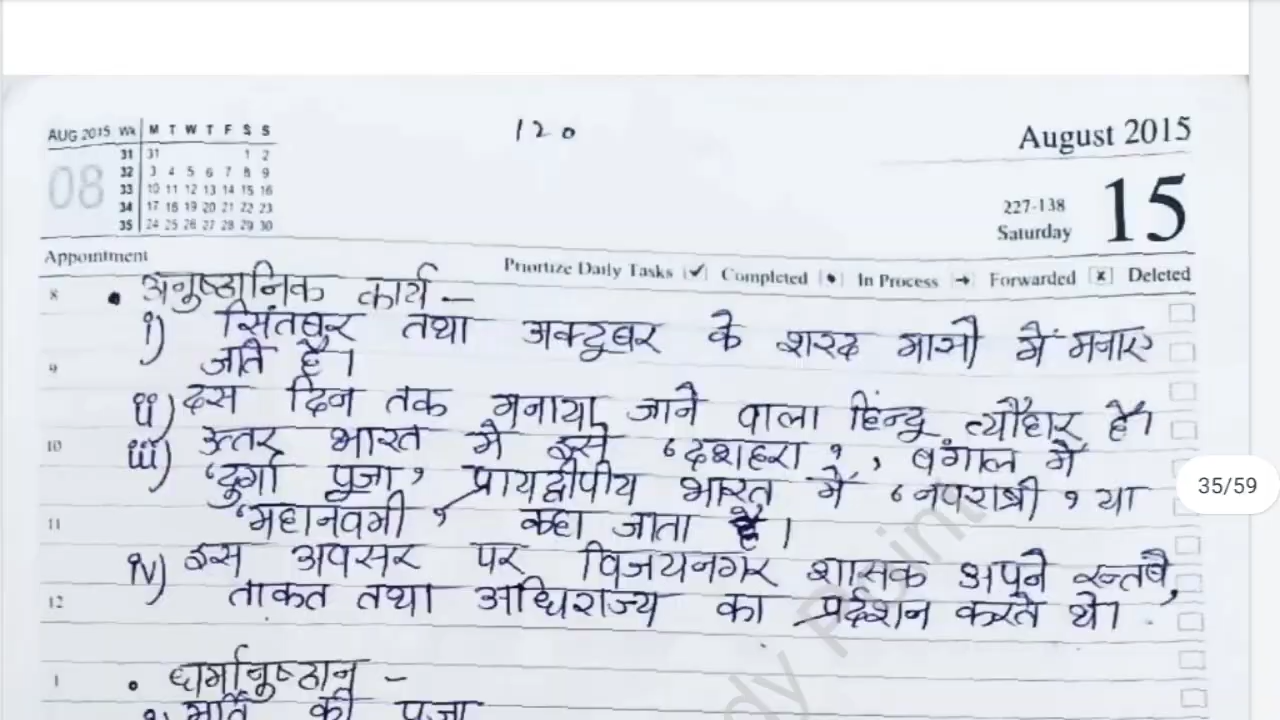 AUG 2015 Wk M T W T F S S
31 31 1 2
08 32 3 4 5 6 7 8 9
33 10 11 12 13 14 15 16
34 17 18 19 20 21 22 23
35 24 25 26 27 28 29 30
120
August 2015
227-138
Saturday
15
Appointment
Priortize Daily Tasks [✓] Completed [•] In Process [→] Forwarded [×] Deleted
8 • अनुष्ठानिक कार्य –
i) सिंतबर तथा अक्टूबर के शरद मासों में मनाए
9 जाते है।
ii) दस दिन तक मनाया जाने वाला हिन्दू त्यौहार है।
10 iii) उत्तर भारत में इसे 'दशहरा', बंगाल में
'दुर्गा पूजा' प्रायद्वीपीय भारत में 'नवरात्री' या
11 'महानवमी' कहा जाता है।
iv) इस अवसर पर विजयनगर शासक अपने रूतबे,
12 ताकत तथा अधिराज्य का प्रर्दशन करते थे।
1 • धर्मानुष्ठान –
मूर्ति की पूजा
35/59
dy Point